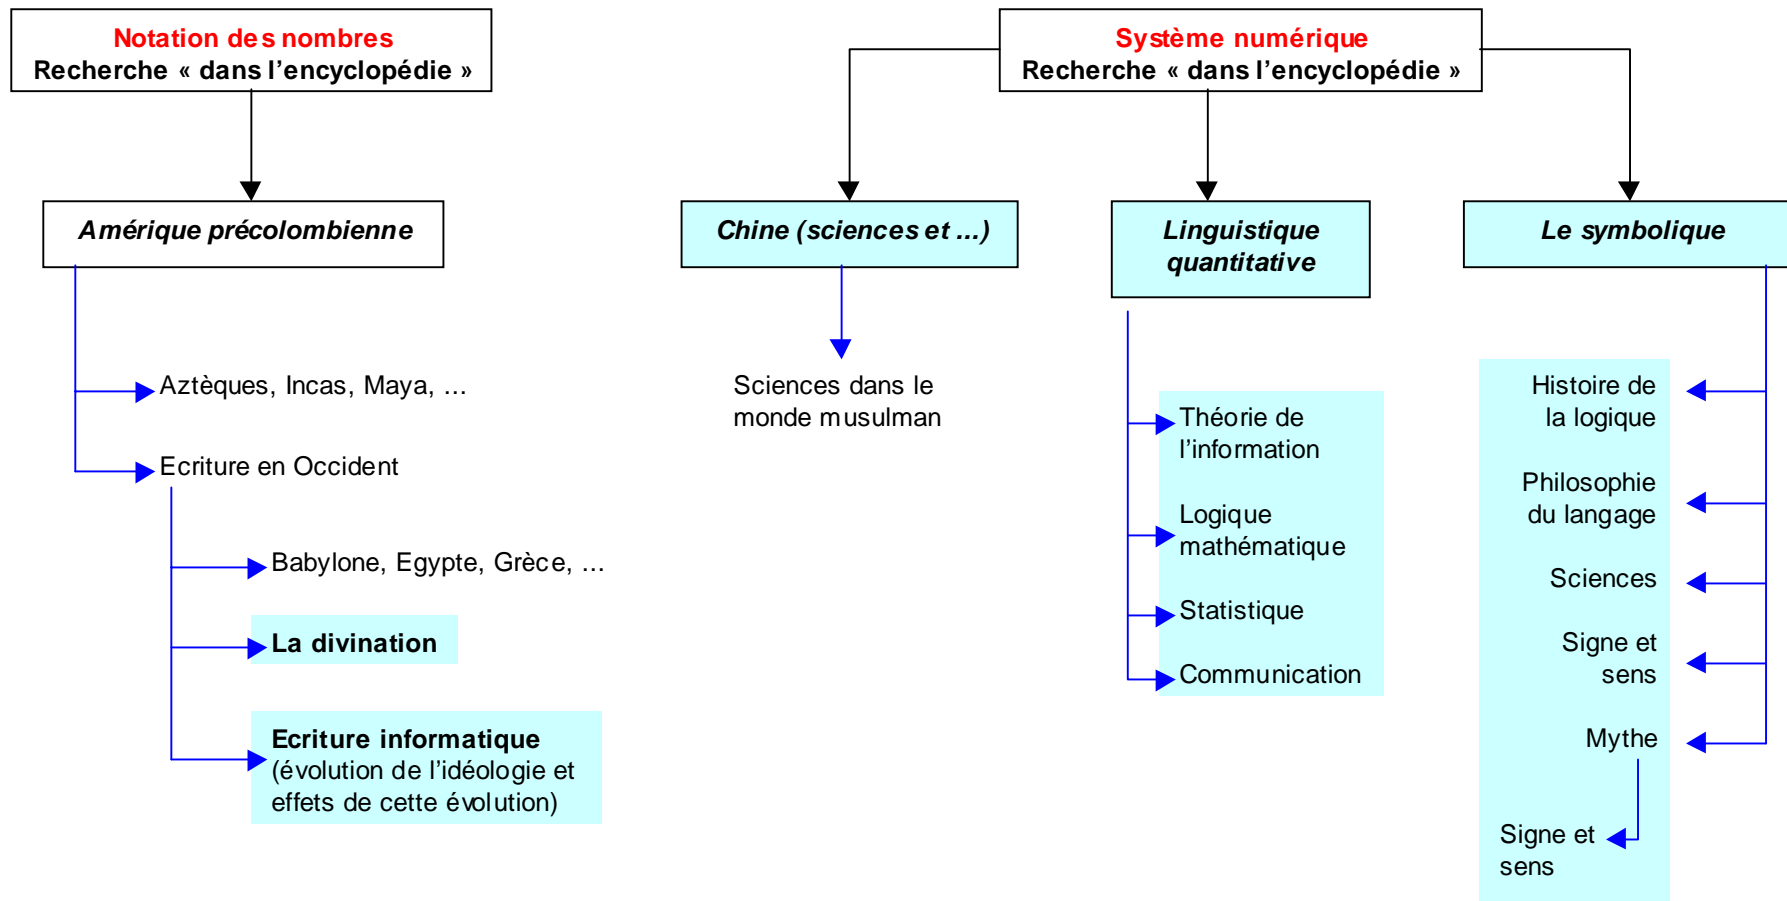 Notation des nombres
Recherche « dans l'encyclopédie »
Amérique précolombienne
Aztèques, Incas, Maya, ...
Ecriture en Occident
Babylone, Egypte, Grèce, ...
La divination
Ecriture informatique
(évolution de l'idéologie et
effets de cette évolution)
Système numérique
Recherche « dans l'encyclopédie »
Chine (sciences et ...)
Sciences dans le
monde musulman
Linguistique
quantitative
Théorie de
l'information
Logique
mathématique
Statistique
Communication
Le symbolique
Histoire de
la logique
Philosophie
du langage
Sciences
Signe et
sens
Mythe
Signe et
sens